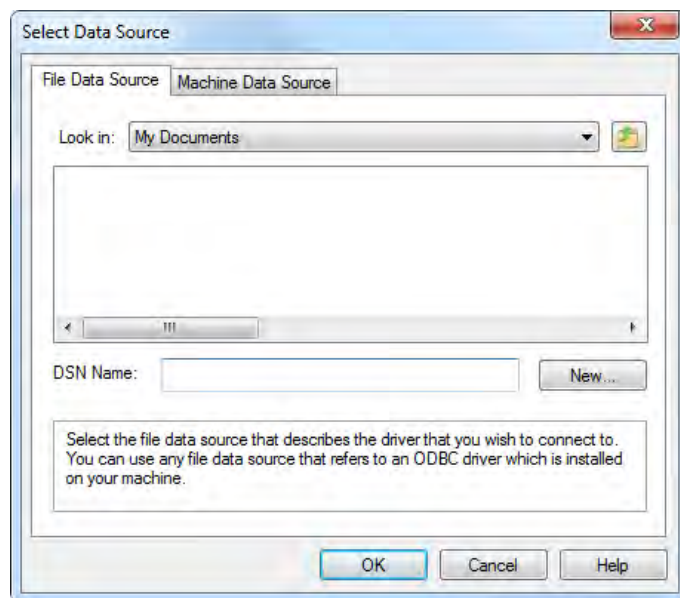 Select Data Source
File Data Source
Machine Data Source
Look in:
My Documents
DSN Name:
New...
Select the file data source that describes the driver that you wish to connect to.
You can use any file data source that refers to an ODBC driver which is installed
on your machine.
OK
Cancel
Help